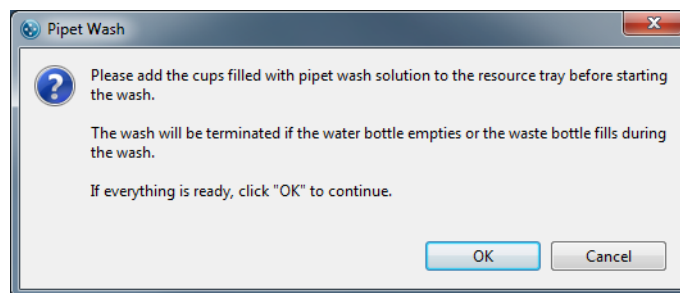 Pipet Wash
Please add the cups filled with pipet wash solution to the resource tray before starting
the wash.
The wash will be terminated if the water bottle empties or the waste bottle fills during
the wash.
If everything is ready, click "OK" to continue.
OK
Cancel